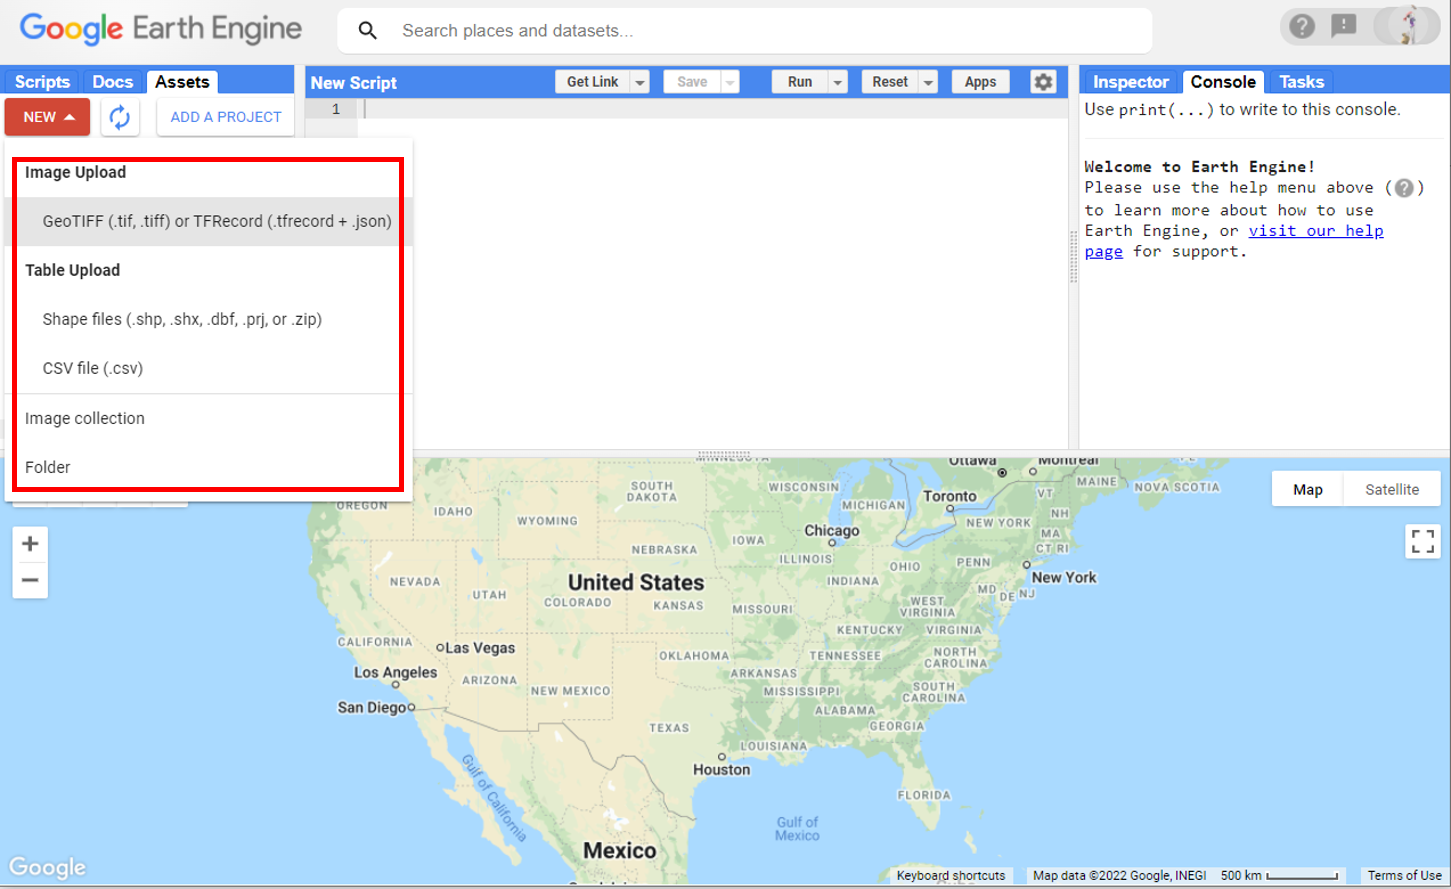 Google Earth Engine
Search places and datasets...
Scripts
Docs
Assets
NEW
ADD A PROJECT
Image Upload
GeoTIFF (.tif, .tiff) or TFRecord (.tfrecord + .json)
Table Upload
Shape files (.shp, .shx, .dbf, .prj, or .zip)
CSV file (.csv)
Image collection
Folder
New Script
Get Link
Save
Run
Reset
Apps
1
Inspector
Console
Tasks
Use print(...) to write to this console.
Welcome to Earth Engine!
Please use the help menu above (?)
to learn more about how to use
Earth Engine, or visit our help
page for support.
Map
Satellite
MINNESOTA
Ottawa
Montreal
MAINE
NOVA SCOTIA
OREGON
IDAHO
WYOMING
SOUTH
DAKOTA
WISCONSIN
MICHIGAN
Toronto
VT
NH
NEW YORK
MA
CT RI
Chicago
IOWA
NEBRASKA
ILLINOIS
INDIANA
OHIO
PENN
New York
NEVADA
UTAH
United States
COLORADO
KANSAS
MISSOURI
WEST
VIRGINIA
MD
DE
NJ
KENTUCKY
VIRGINIA
CALIFORNIA
Las Vegas
OKLAHOMA
TENNESSEE
NORTH
CAROLINA
Los Angeles
ARIZONA
NEW MEXICO
ARKANSAS
MISSISSIPPI
SOUTH
CAROLINA
San Diego
ALABAMA
GEORGIA
TEXAS
LOUISIANA
Houston
FLORIDA
Gulf of California
Gulf of
Mexico
Mexico
Google
Keyboard shortcuts
Map data ©2022 Google, INEGI
500 km
Terms of Use